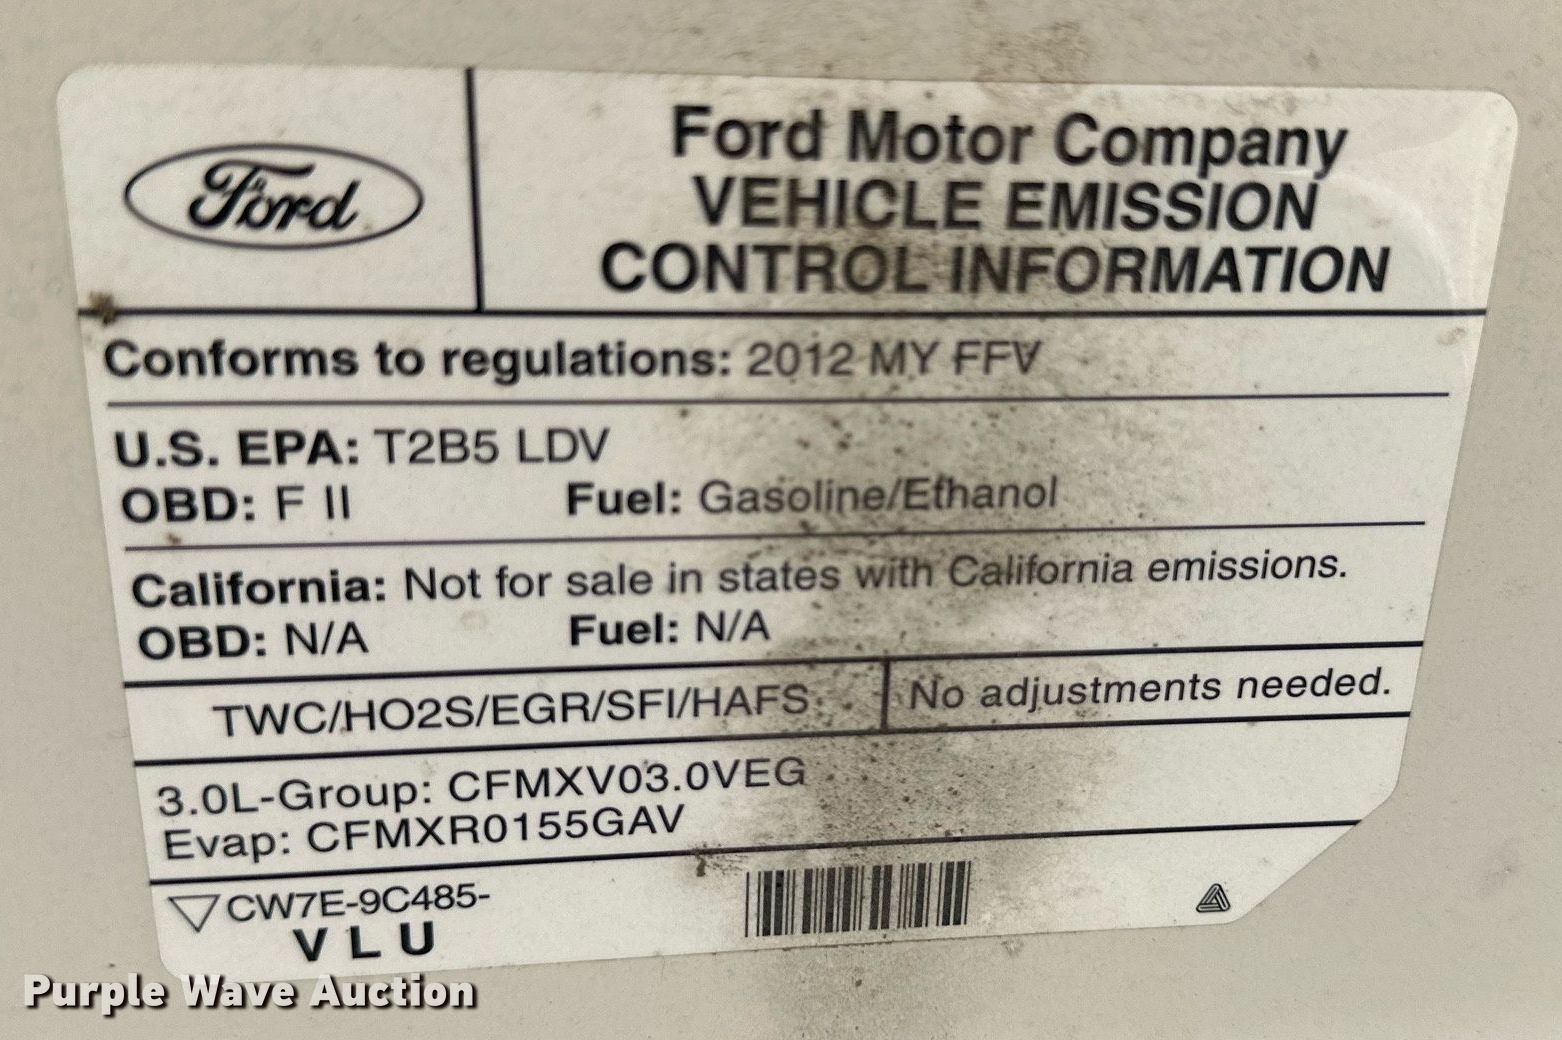 Ford
Ford Motor Company
VEHICLE EMISSION
CONTROL INFORMATION
Conforms to regulations: 2012 MY FFV
U.S. EPA: T2B5 LDV
OBD: F II Fuel: Gasoline/Ethanol
California: Not for sale in states with California emissions.
OBD: N/A Fuel: N/A
TWC/HO2S/EGR/SFI/HAFS No adjustments needed.
3.0L-Group: CFMXV03.0VEG
Evap: CFMXR0155GAV
CW7E-9C485-
V L U
Purple Wave Auction